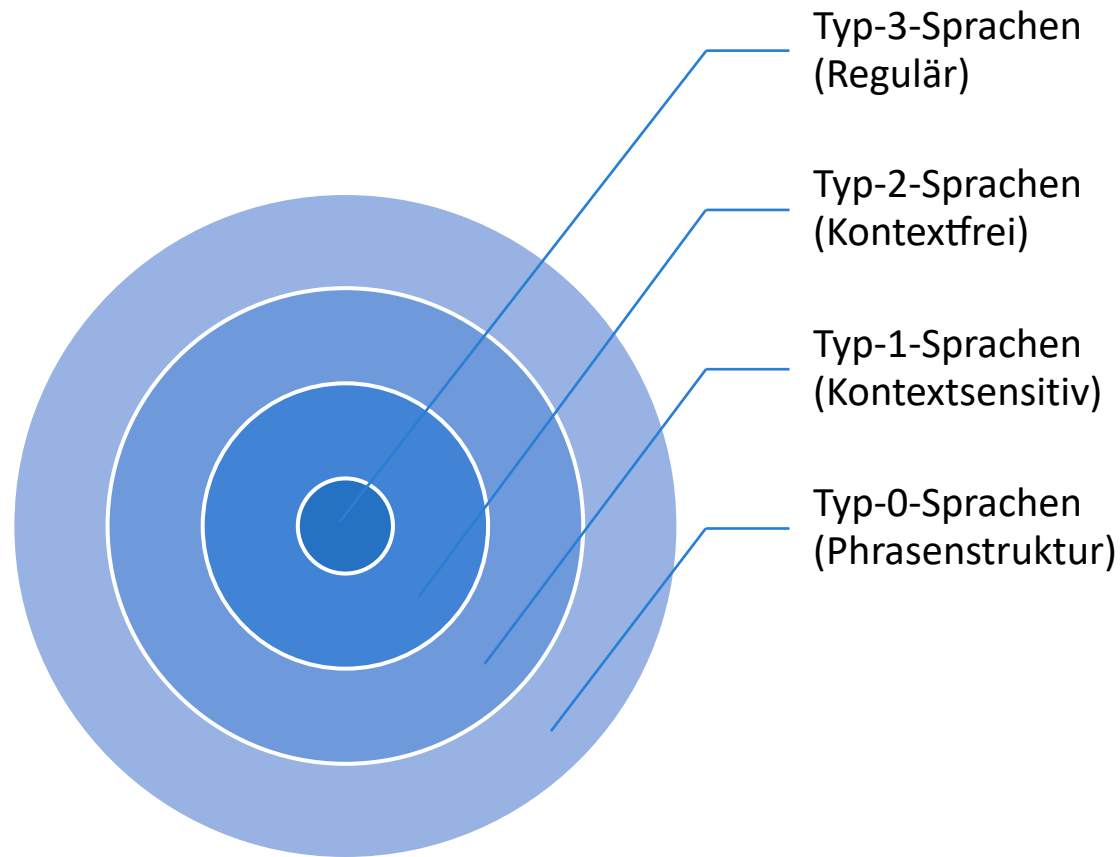 Typ-3-Sprachen
(Regulär)
Typ-2-Sprachen
(Kontextfrei)
Typ-1-Sprachen
(Kontextsensitiv)
Typ-0-Sprachen
(Phrasenstruktur)